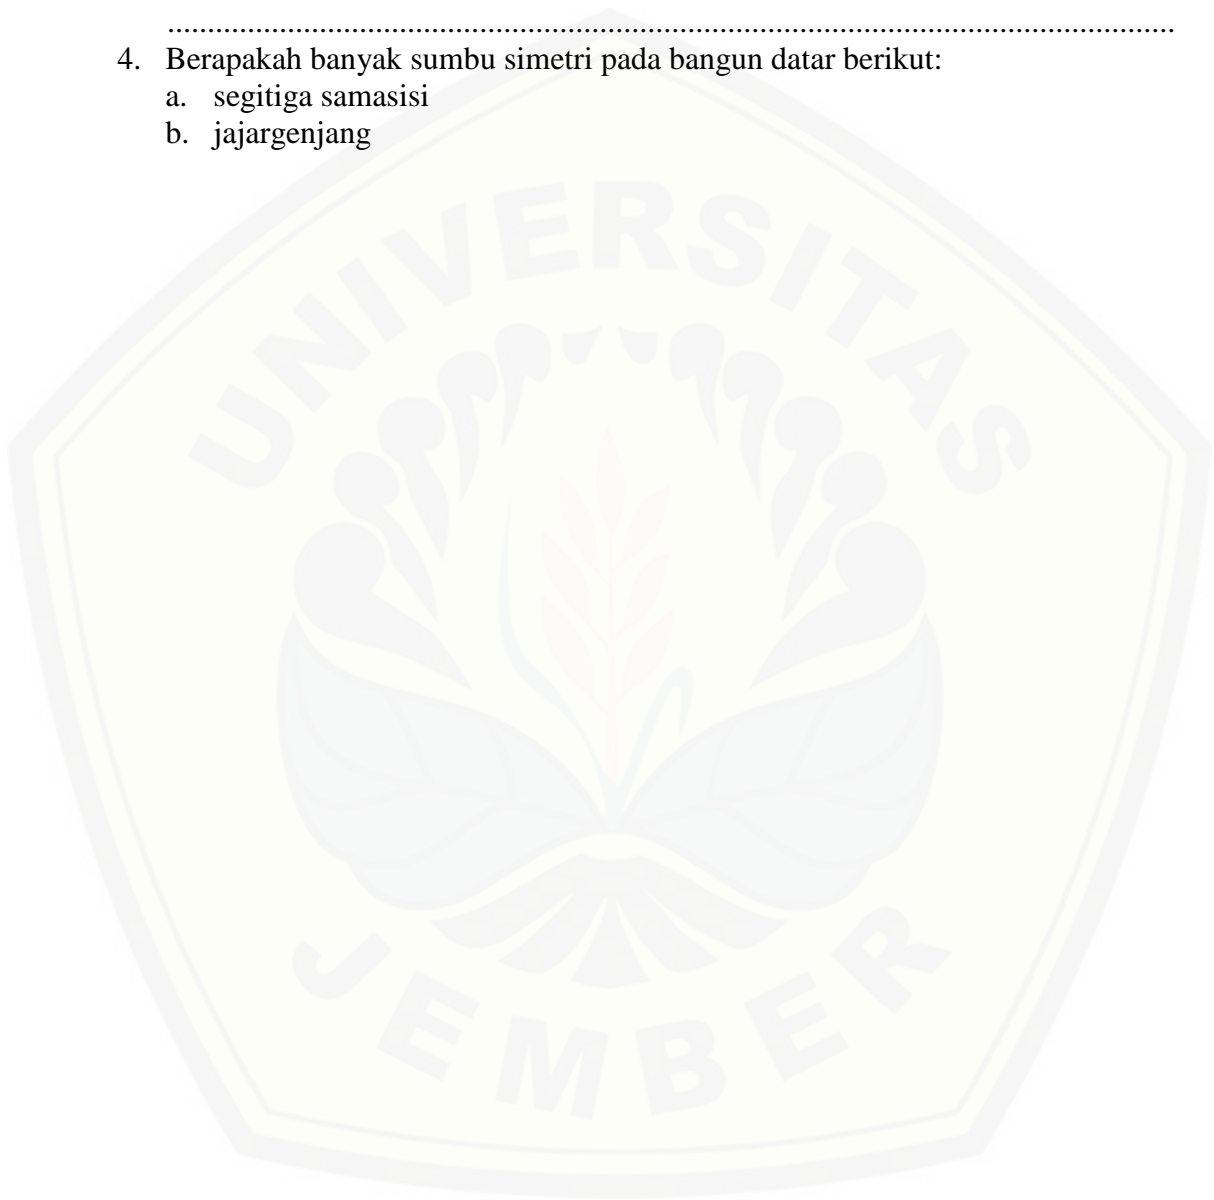 ........................................................................................................................
4. Berapakah banyak sumbu simetri pada bangun datar berikut:
a. segitiga samasisi
b. jajargenjang
UNIVERSITAS
JEMBER